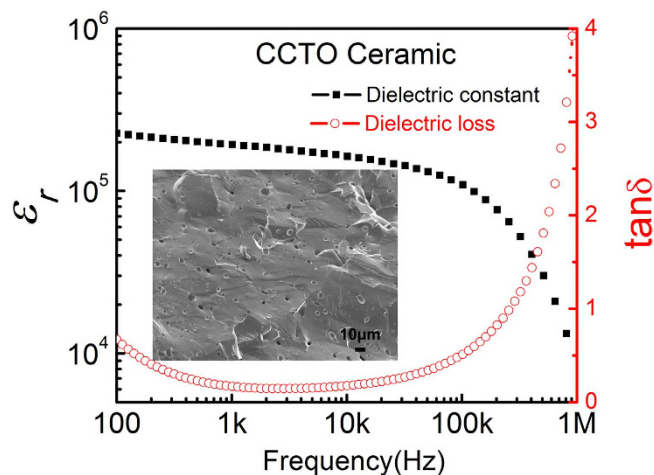 CCTO Ceramic
Dielectric constant
Dielectric loss
10⁶
10⁵
10⁴
εr
4
3
2
1
0
tanδ
10μm
100 1k 10k 100k 1M
Frequency(Hz)